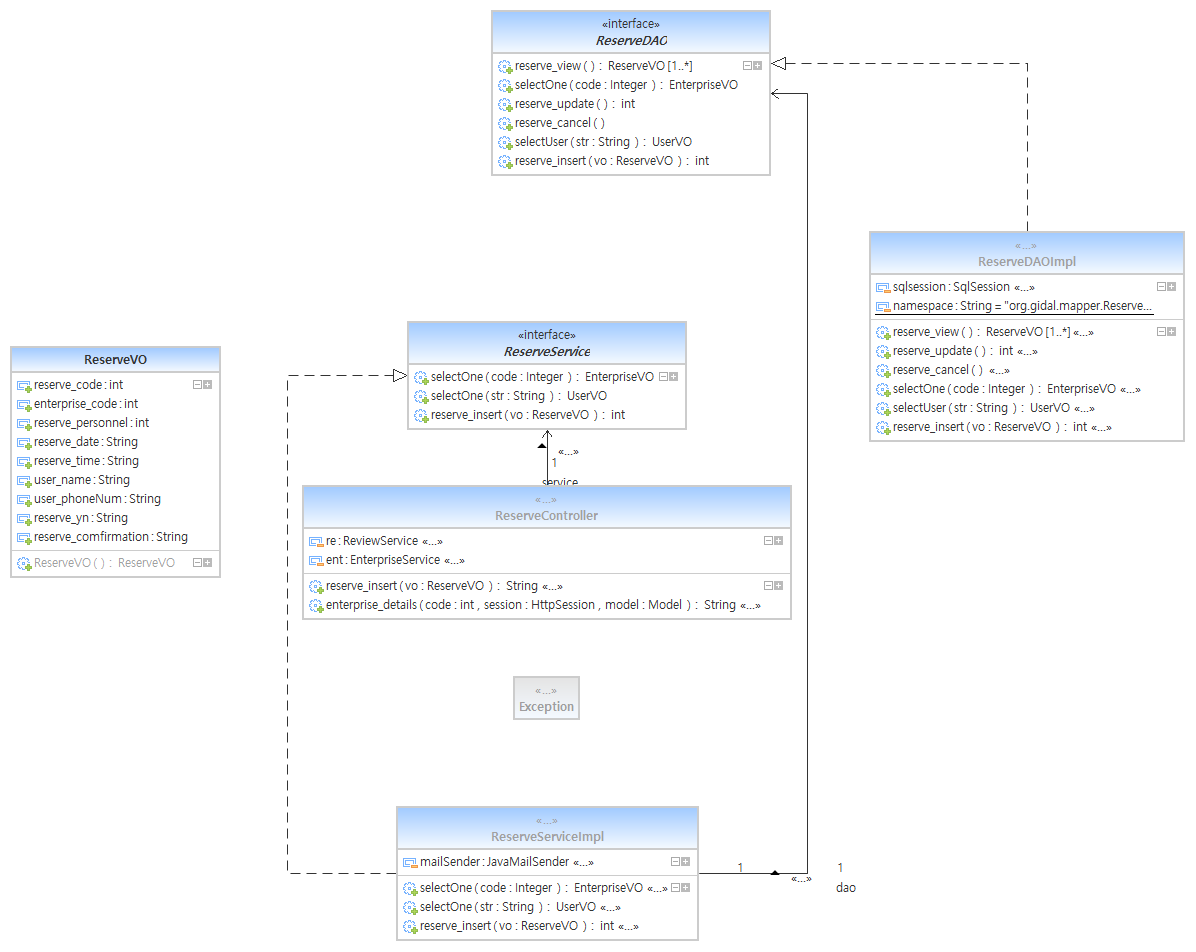 «interface»
ReserveDAO
reserve_view ( ) : ReserveVO [1..*]
selectOne ( code : Integer ) : EnterpriseVO
reserve_update ( ) : int
reserve_cancel ( )
selectUser ( str : String ) : UserVO
reserve_insert ( vo : ReserveVO ) : int
«...»
ReserveDAOImpl
sqlsession : SqlSession «...»
namespace : String = "org.gidal.mapper.Reserve...
reserve_view ( ) : ReserveVO [1..*] «...»
reserve_update ( ) : int «...»
reserve_cancel ( ) «...»
selectOne ( code : Integer ) : EnterpriseVO «...»
selectUser ( str : String ) : UserVO «...»
reserve_insert ( vo : ReserveVO ) : int «...»
«interface»
ReserveService
selectOne ( code : Integer ) : EnterpriseVO
selectOne ( str : String ) : UserVO
reserve_insert ( vo : ReserveVO ) : int
ReserveVO
reserve_code : int
enterprise_code : int
reserve_personnel : int
reserve_date : String
reserve_time : String
user_name : String
user_phoneNum : String
reserve_yn : String
reserve_comfirmation : String
ReserveVO ( ) : ReserveVO
«...»
1
service
«...»
ReserveController
re : ReviewService «...»
ent : EnterpriseService «...»
reserve_insert ( vo : ReserveVO ) : String «...»
enterprise_details ( code : int , session : HttpSession , model : Model ) : String «...»
«...»
Exception
«...»
ReserveServiceImpl
mailSender : JavaMailSender «...»
selectOne ( code : Integer ) : EnterpriseVO «...»
selectOne ( str : String ) : UserVO «...»
reserve_insert ( vo : ReserveVO ) : int «...»
1
«...»
1
dao